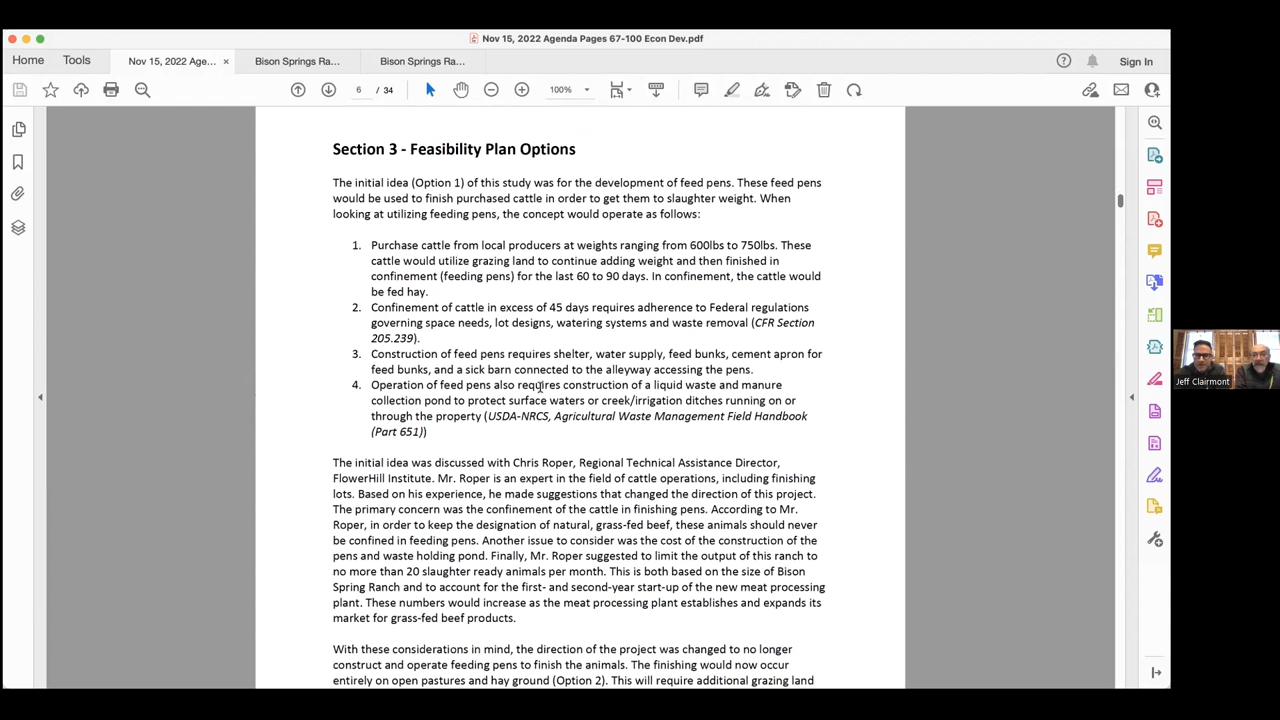 Nov 15, 2022 Agenda Pages 67-100 Econ Dev.pdf
Home Tools Nov 15, 2022 Age... × Bison Springs Ra... Bison Springs Ra... Sign In
6 / 34 100%
Section 3 - Feasibility Plan Options
The initial idea (Option 1) of this study was for the development of feed pens. These feed pens
would be used to finish purchased cattle in order to get them to slaughter weight. When
looking at utilizing feeding pens, the concept would operate as follows:
1. Purchase cattle from local producers at weights ranging from 600lbs to 750lbs. These
cattle would utilize grazing land to continue adding weight and then finished in
confinement (feeding pens) for the last 60 to 90 days. In confinement, the cattle would
be fed hay.
2. Confinement of cattle in excess of 45 days requires adherence to Federal regulations
governing space needs, lot designs, watering systems and waste removal (CFR Section
205.239).
3. Construction of feed pens requires shelter, water supply, feed bunks, cement apron for
feed bunks, and a sick barn connected to the alleyway accessing the pens.
4. Operation of feed pens also requires construction of a liquid waste and manure
collection pond to protect surface waters or creek/irrigation ditches running on or
through the property (USDA-NRCS, Agricultural Waste Management Field Handbook
(Part 651))
The initial idea was discussed with Chris Roper, Regional Technical Assistance Director,
FlowerHill Institute. Mr. Roper is an expert in the field of cattle operations, including finishing
lots. Based on his experience, he made suggestions that changed the direction of this project.
The primary concern was the confinement of the cattle in finishing pens. According to Mr.
Roper, in order to keep the designation of natural, grass-fed beef, these animals should never
be confined in feeding pens. Another issue to consider was the cost of the construction of the
pens and waste holding pond. Finally, Mr. Roper suggested to limit the output of this ranch to
no more than 20 slaughter ready animals per month. This is both based on the size of Bison
Spring Ranch and to account for the first- and second-year start-up of the new meat processing
plant. These numbers would increase as the meat processing plant establishes and expands its
market for grass-fed beef products.
With these considerations in mind, the direction of the project was changed to no longer
construct and operate feeding pens to finish the animals. The finishing would now occur
entirely on open pastures and hay ground (Option 2). This will require additional grazing land
Jeff Clairmont